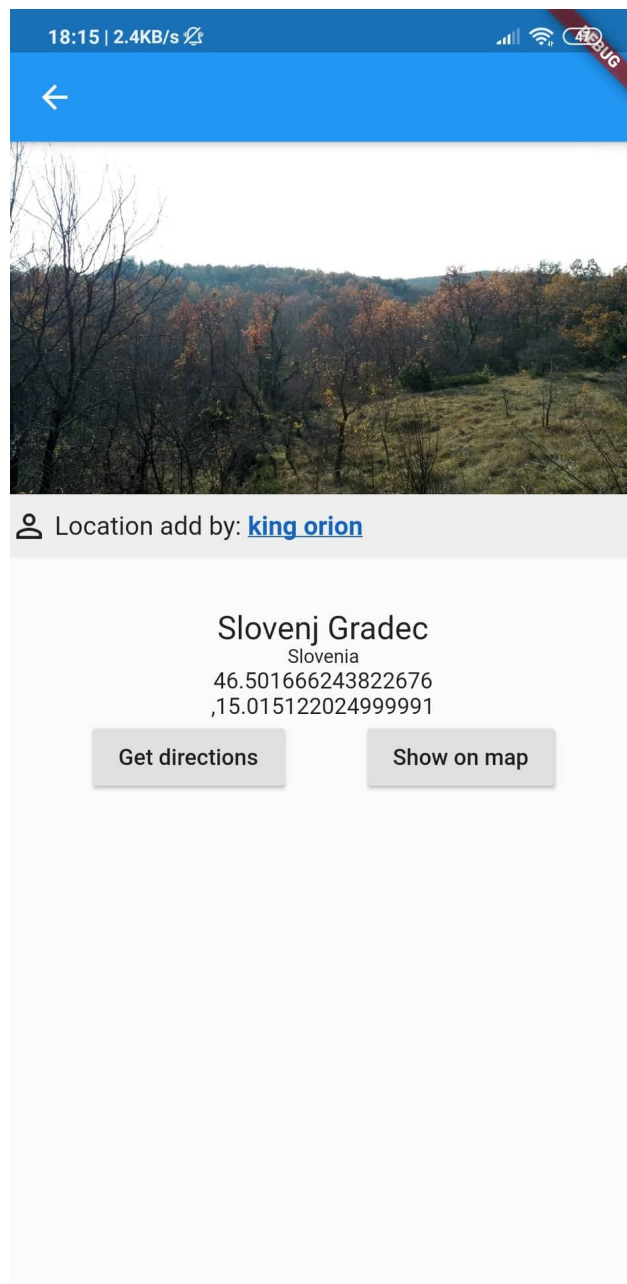 18:15 | 2.4KB/s
DEBUG
Location add by: king orion
Slovenj Gradec
Slovenia
46.501666243822676
,15.015122024999991
Get directions
Show on map